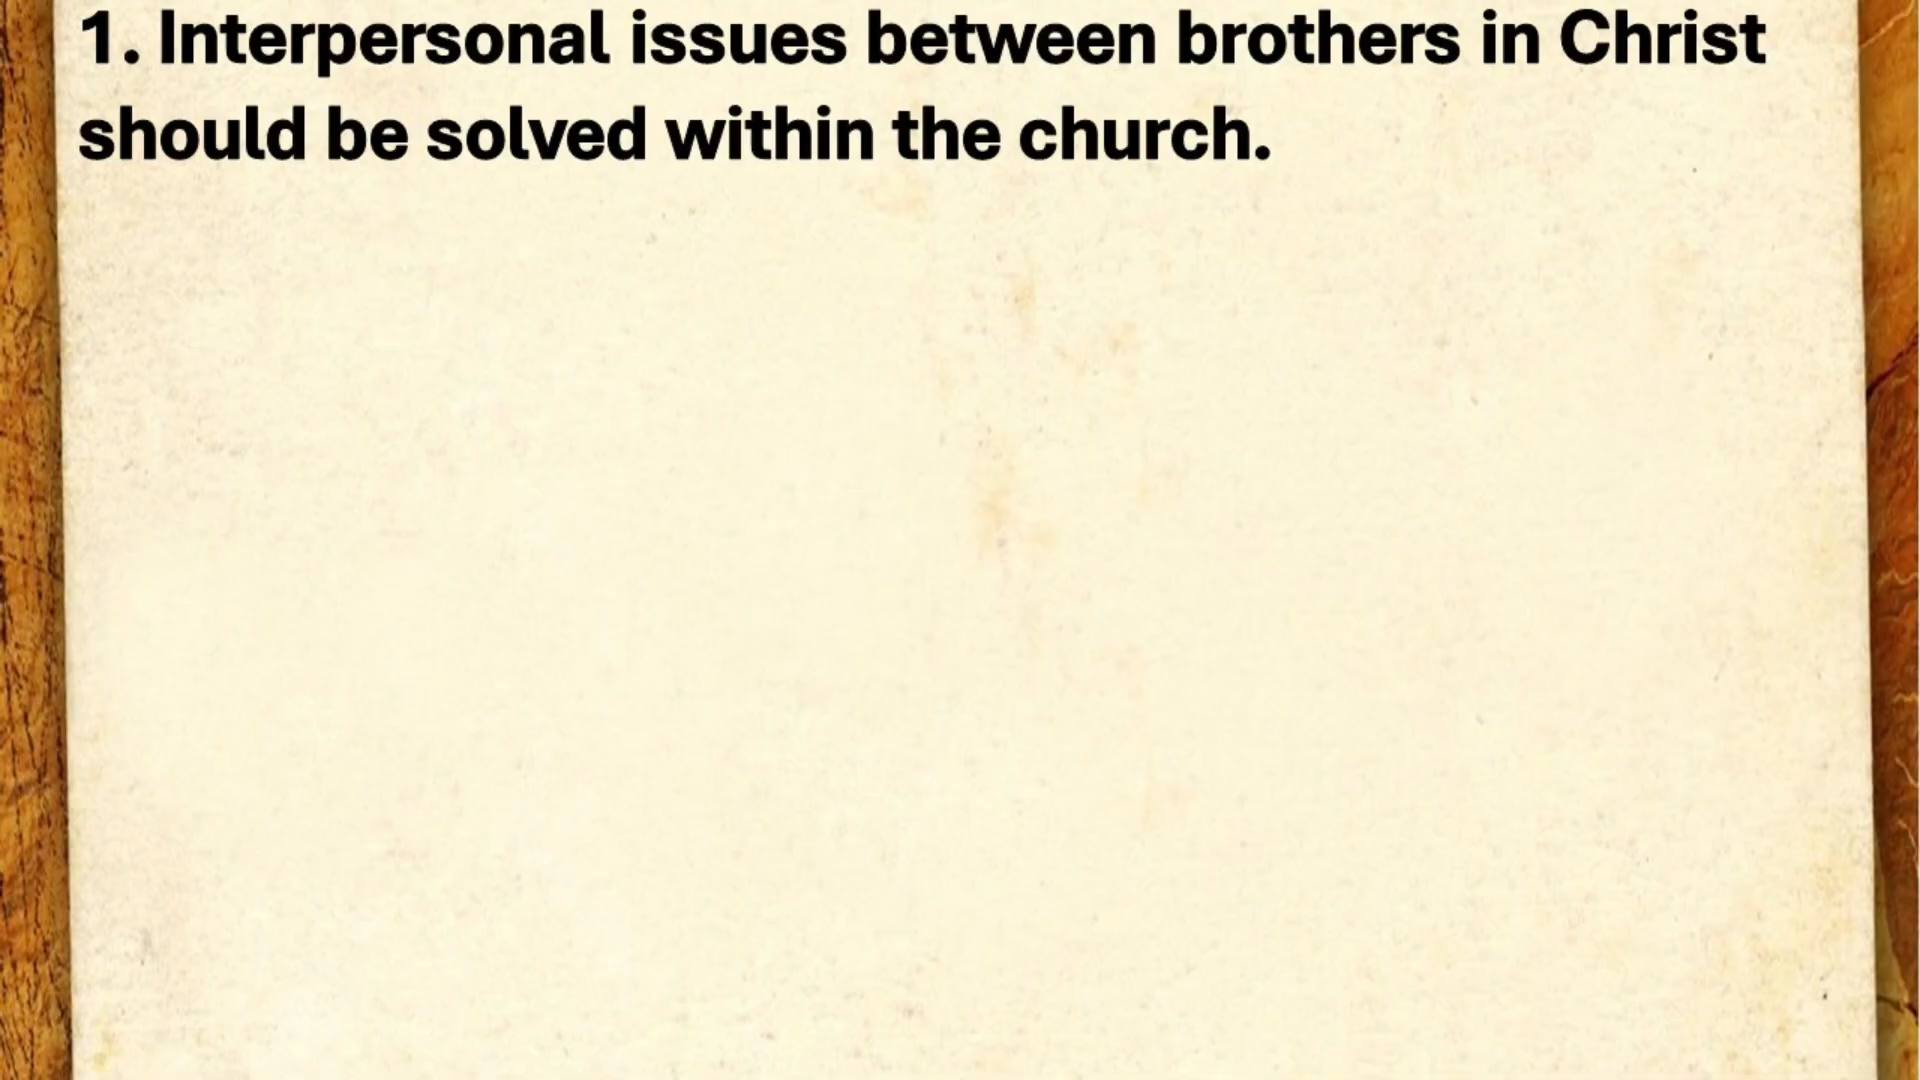 1. Interpersonal issues between brothers in Christ
should be solved within the church.